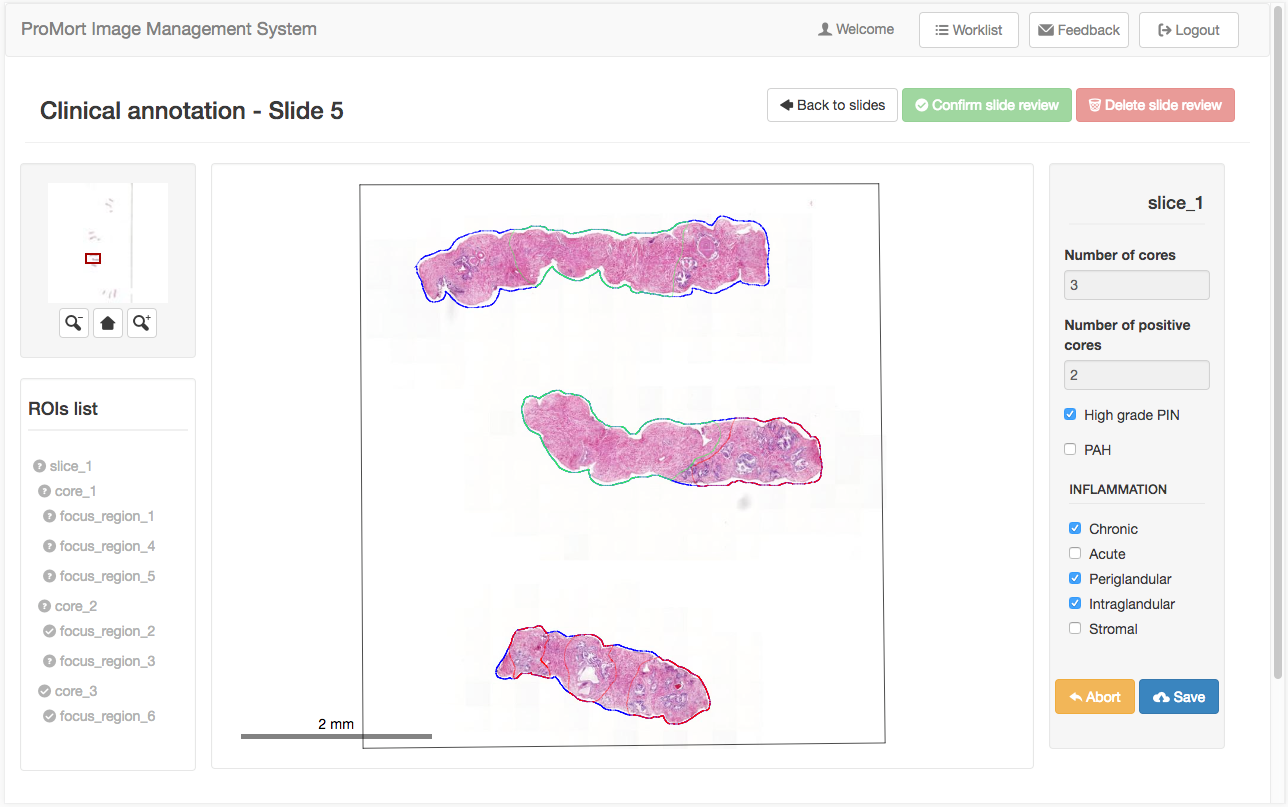 ProMort Image Management System
Welcome
Worklist
Feedback
Logout
Clinical annotation - Slide 5
Back to slides
Confirm slide review
Delete slide review
ROIs list
slice_1
core_1
focus_region_1
focus_region_4
focus_region_5
core_2
focus_region_2
focus_region_3
core_3
focus_region_6
2 mm
slice_1
Number of cores
3
Number of positive
cores
2
High grade PIN
PAH
INFLAMMATION
Chronic
Acute
Periglandular
Intraglandular
Stromal
Abort
Save